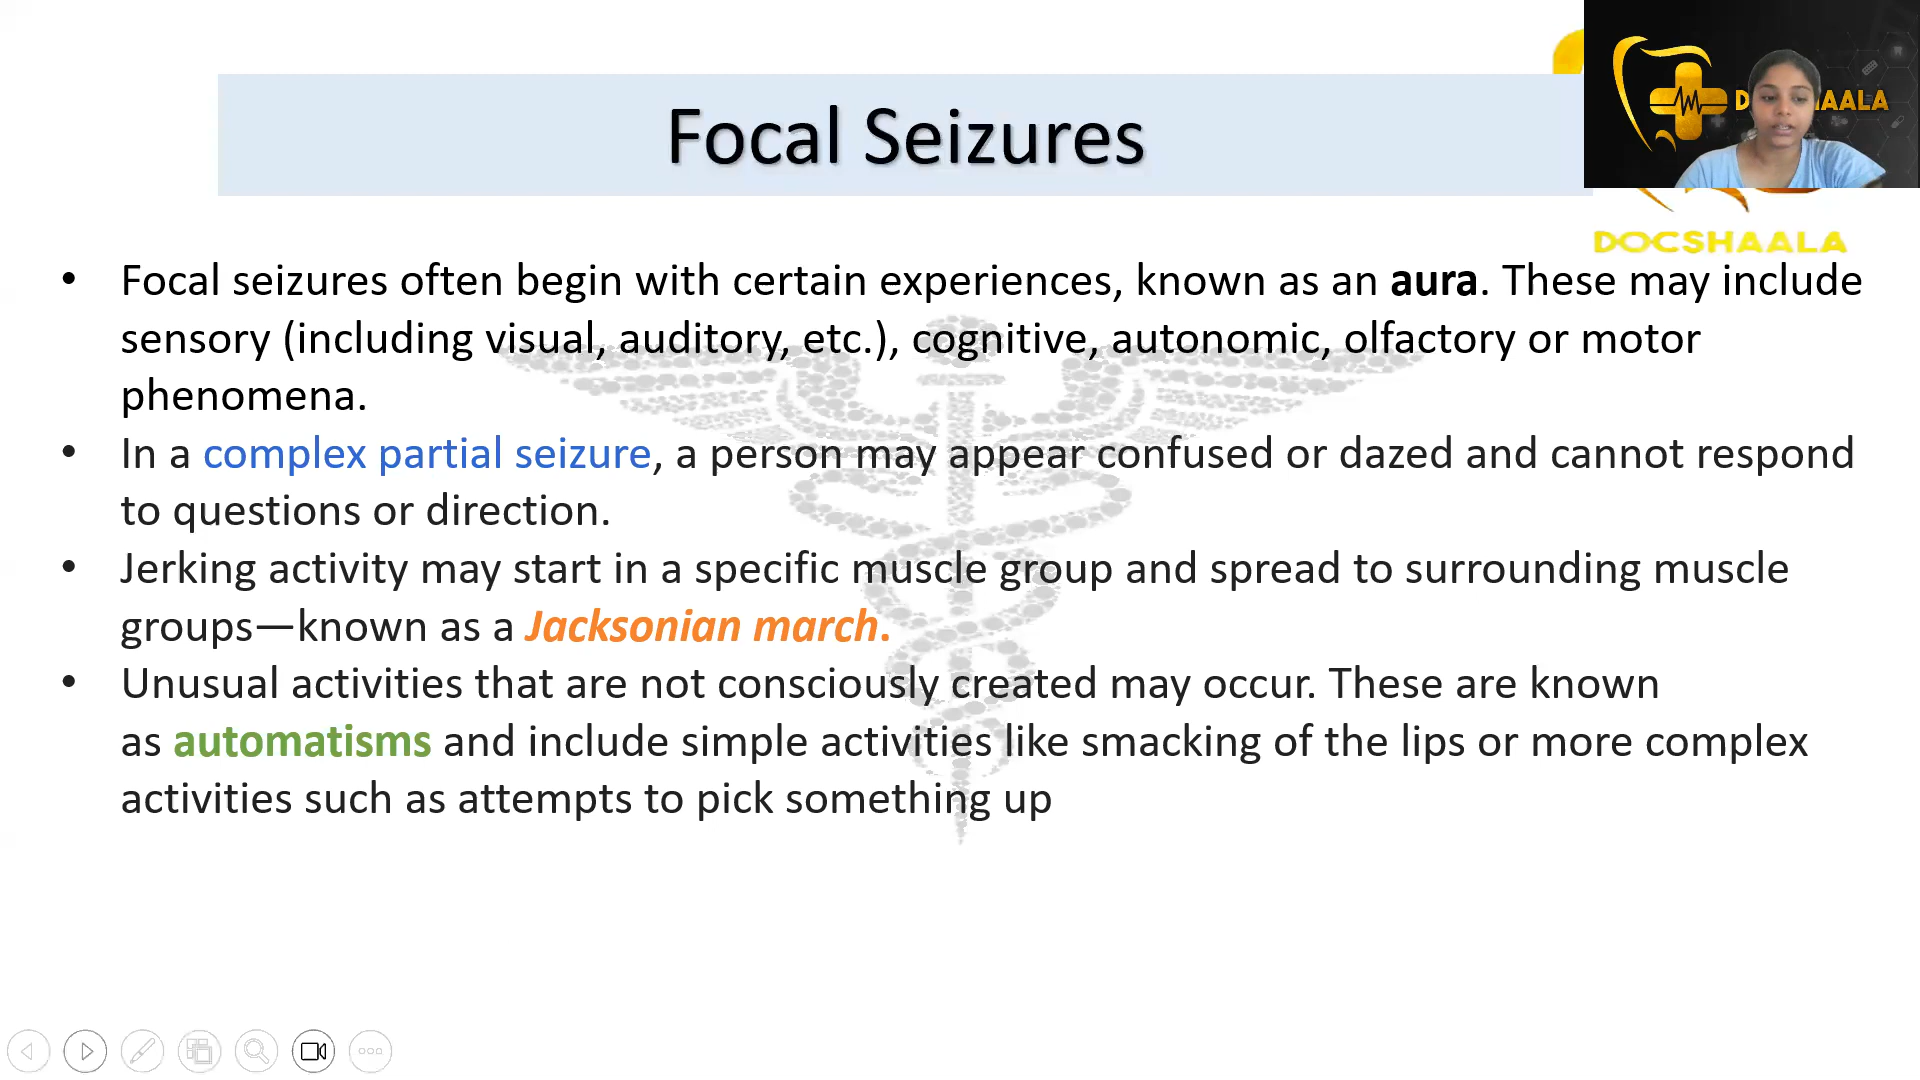 Focal Seizures
DOCSHAALA
• Focal seizures often begin with certain experiences, known as an aura. These may include
sensory (including visual, auditory, etc.), cognitive, autonomic, olfactory or motor
phenomena.
• In a complex partial seizure, a person may appear confused or dazed and cannot respond
to questions or direction.
• Jerking activity may start in a specific muscle group and spread to surrounding muscle
groups—known as a Jacksonian march.
• Unusual activities that are not consciously created may occur. These are known
as automatisms and include simple activities like smacking of the lips or more complex
activities such as attempts to pick something up